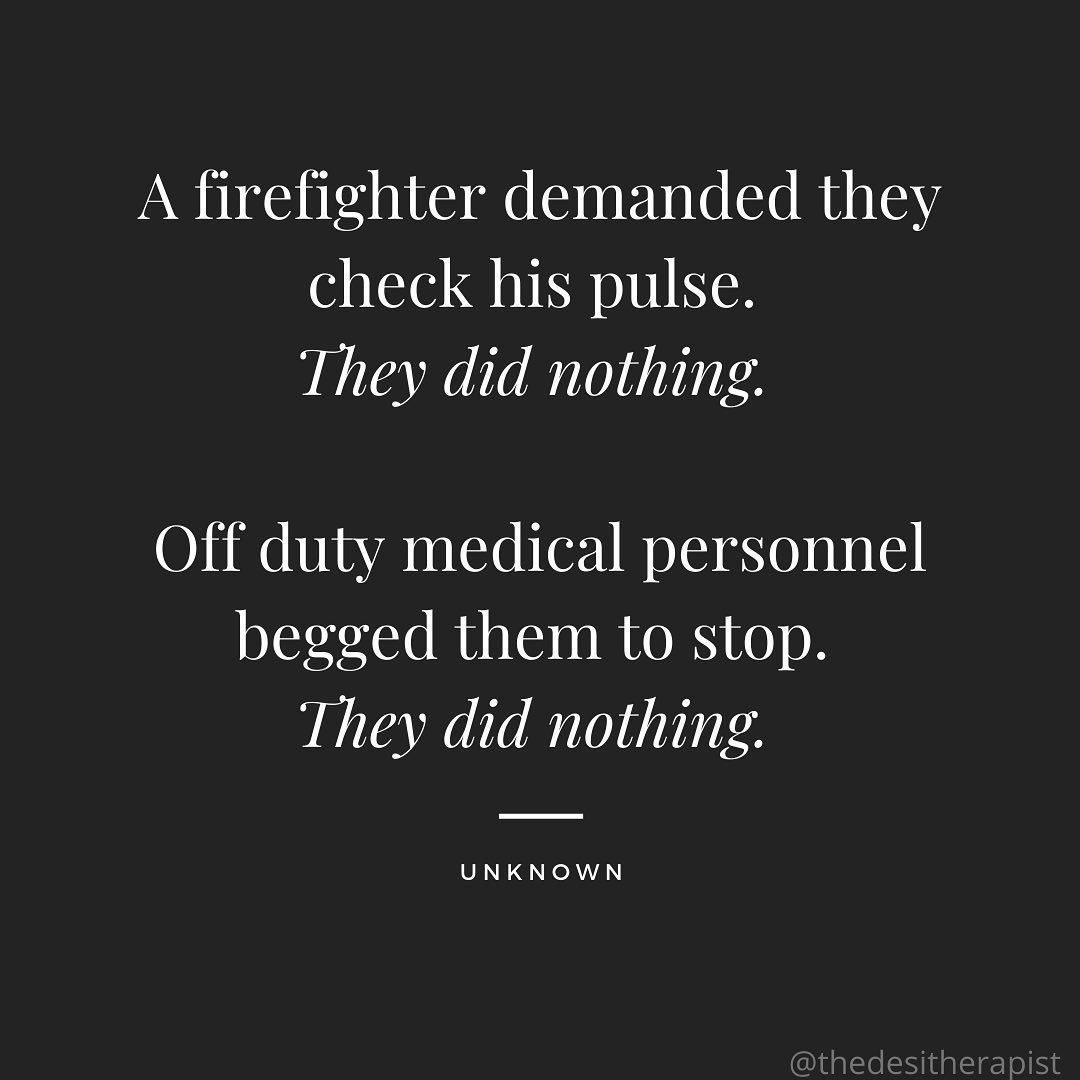 A firefighter demanded they
check his pulse.
They did nothing.
Off duty medical personnel
begged them to stop.
They did nothing.
UNKNOWN
@thedesitherapist